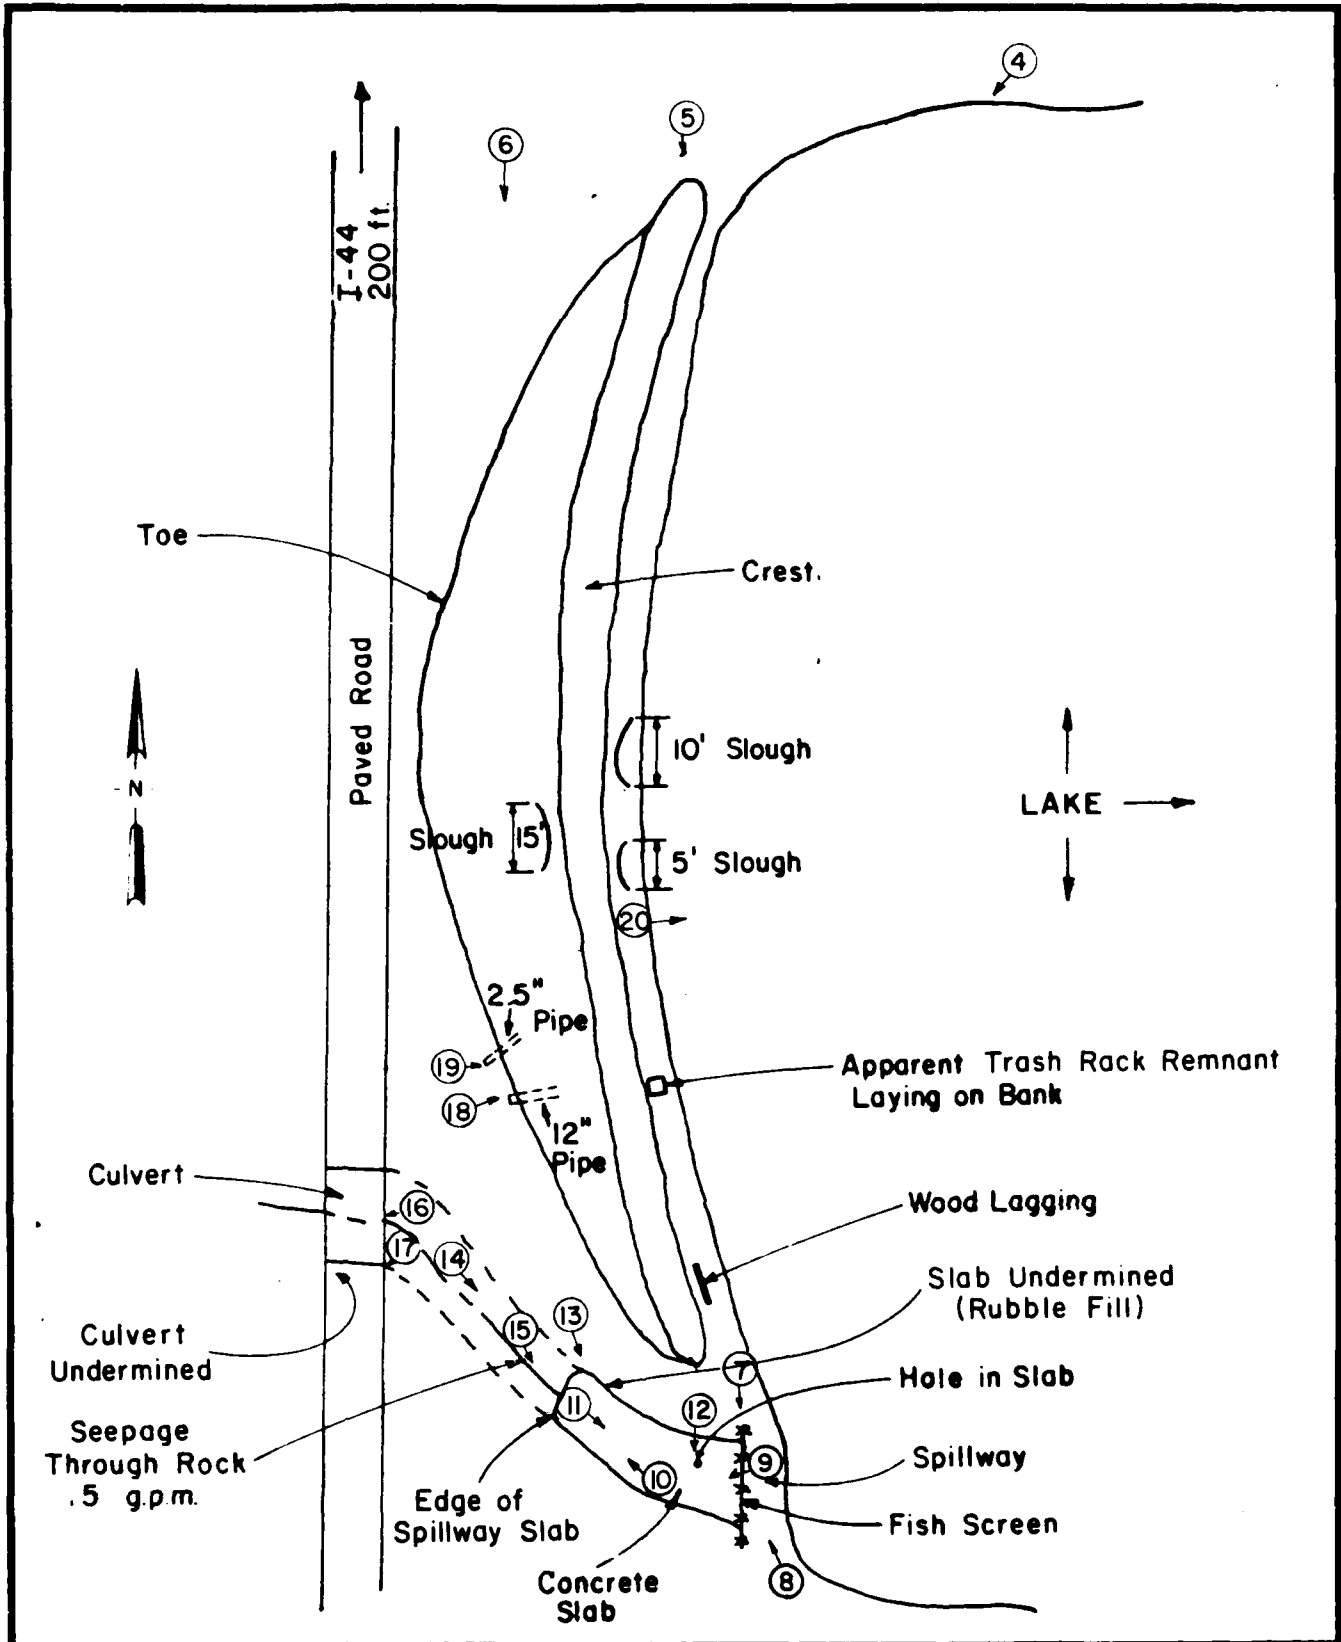 4
5
6
I-44
200 ft.
Toe
Crest.
Paved Road
N
10' Slough
LAKE
Slough 15'
5' Slough
20
2.5"
Pipe
19
18
12"
Pipe
Apparent Trash Rack Remnant
Laying on Bank
Culvert
16
17
14
Wood Lagging
Slab Undermined
(Rubble Fill)
13
15
Culvert
Undermined
7
Hole in Slab
11
12
Seepage
Through Rock
.5 g.p.m.
9
Spillway
10
Edge of
Spillway Slab
Fish Screen
8
Concrete
Slab